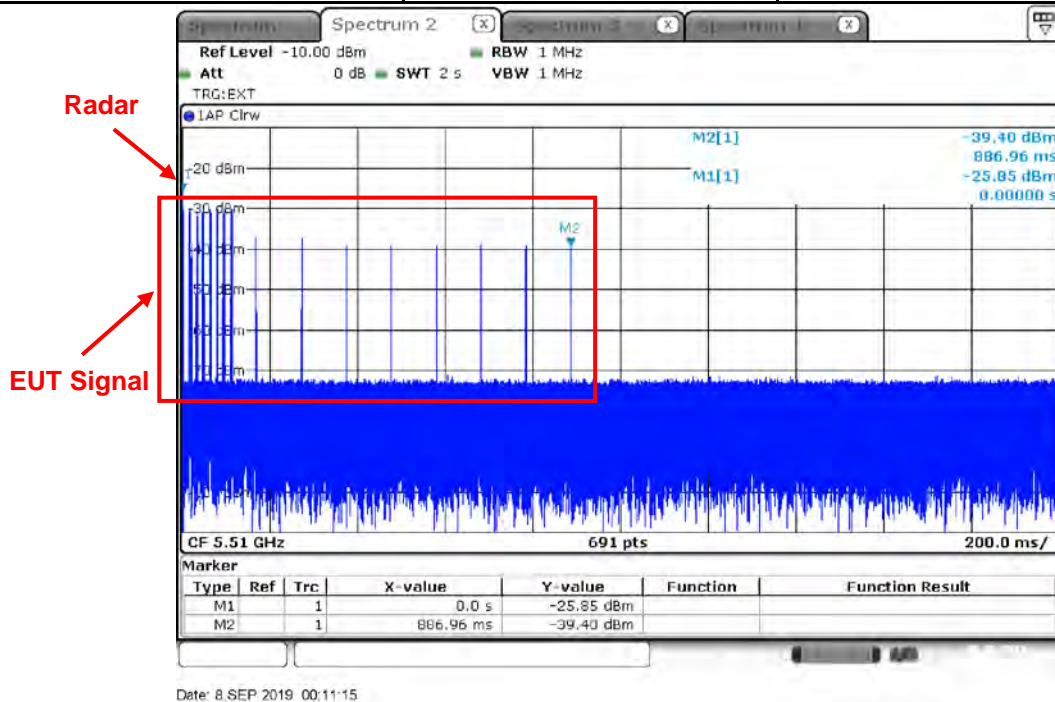 Spectrum 2 X X X
Ref Level -10.00 dBm RBW 1 MHz
Att 0 dB SWT 2 s VBW 1 MHz
TRG:EXT
1AP Clrw
Radar
M2[1] -39.40 dBm
886.96 ms
-20 dBm
M1[1] -25.85 dBm
0.00000 s
-30 dBm
M2
-40 dBm
-50 dBm
EUT Signal
CF 5.51 GHz 691 pts 200.0 ms/
Marker
Type Ref Trc X-value Y-value Function Function Result
M1 1 0.0 s -25.85 dBm
M2 1 886.96 ms -39.40 dBm
Date: 8.SEP 2019 00:11:15